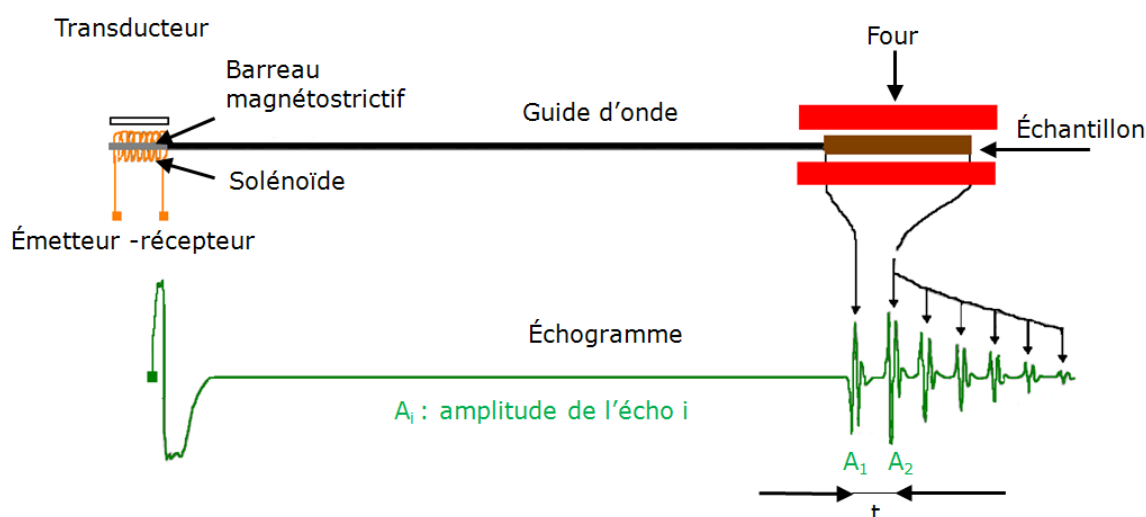 Transducteur
Four
Barreau
magnétostrictif
Guide d'onde
Échantillon
Solénoïde
Émetteur -récepteur
Échogramme
Ai : amplitude de l'écho i
A1 A2
t